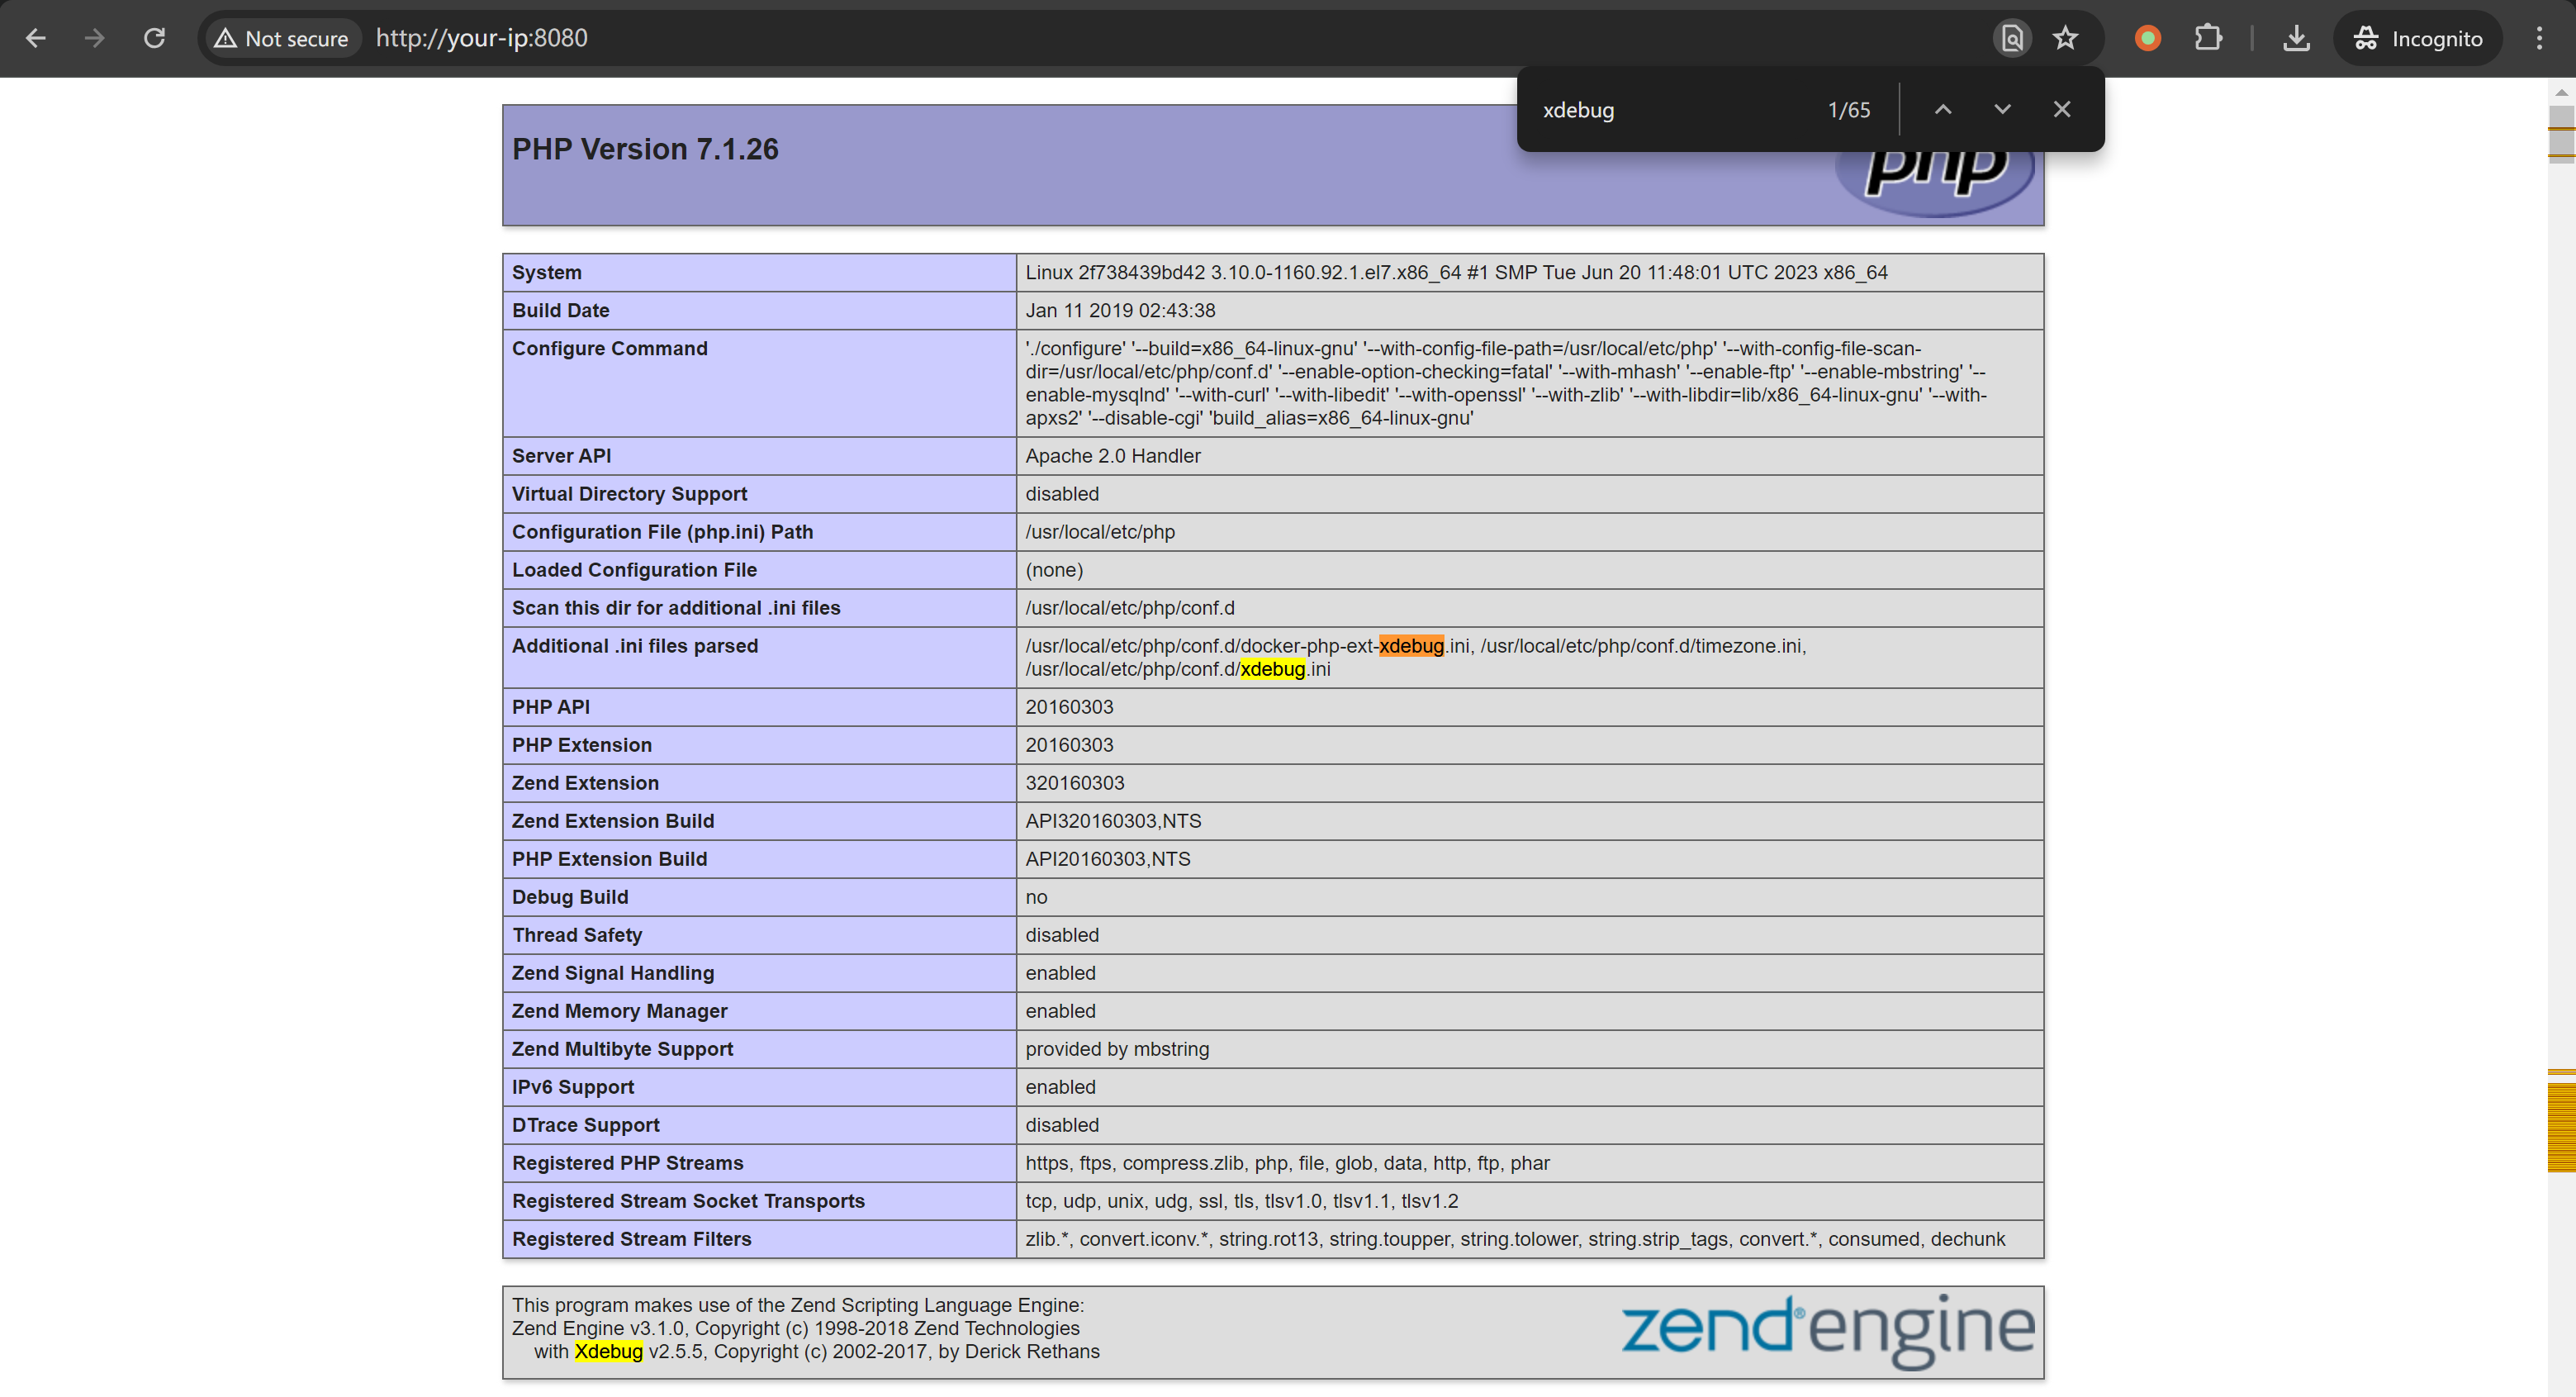 Not secure http://your-ip:8080 Incognito
xdebug 1/65
PHP Version 7.1.26
php
System Linux 2f738439bd42 3.10.0-1160.92.1.el7.x86_64 #1 SMP Tue Jun 20 11:48:01 UTC 2023 x86_64
Build Date Jan 11 2019 02:43:38
Configure Command './configure' '--build=x86_64-linux-gnu' '--with-config-file-path=/usr/local/etc/php' '--with-config-file-scan-
dir=/usr/local/etc/php/conf.d' '--enable-option-checking=fatal' '--with-mhash' '--enable-ftp' '--enable-mbstring' '--
enable-mysqlnd' '--with-curl' '--with-libedit' '--with-openssl' '--with-zlib' '--with-libdir=lib/x86_64-linux-gnu' '--with-
apxs2' '--disable-cgi' 'build_alias=x86_64-linux-gnu'
Server API Apache 2.0 Handler
Virtual Directory Support disabled
Configuration File (php.ini) Path /usr/local/etc/php
Loaded Configuration File (none)
Scan this dir for additional .ini files /usr/local/etc/php/conf.d
Additional .ini files parsed /usr/local/etc/php/conf.d/docker-php-ext-xdebug.ini, /usr/local/etc/php/conf.d/timezone.ini,
/usr/local/etc/php/conf.d/xdebug.ini
PHP API 20160303
PHP Extension 20160303
Zend Extension 320160303
Zend Extension Build API320160303,NTS
PHP Extension Build API20160303,NTS
Debug Build no
Thread Safety disabled
Zend Signal Handling enabled
Zend Memory Manager enabled
Zend Multibyte Support provided by mbstring
IPv6 Support enabled
DTrace Support disabled
Registered PHP Streams https, ftps, compress.zlib, php, file, glob, data, http, ftp, phar
Registered Stream Socket Transports tcp, udp, unix, udg, ssl, tls, tlsv1.0, tlsv1.1, tlsv1.2
Registered Stream Filters zlib.*, convert.iconv.*, string.rot13, string.toupper, string.tolower, string.strip_tags, convert.*, consumed, dechunk
This program makes use of the Zend Scripting Language Engine:
Zend Engine v3.1.0, Copyright (c) 1998-2018 Zend Technologies
with Xdebug v2.5.5, Copyright (c) 2002-2017, by Derick Rethans
zend® engine